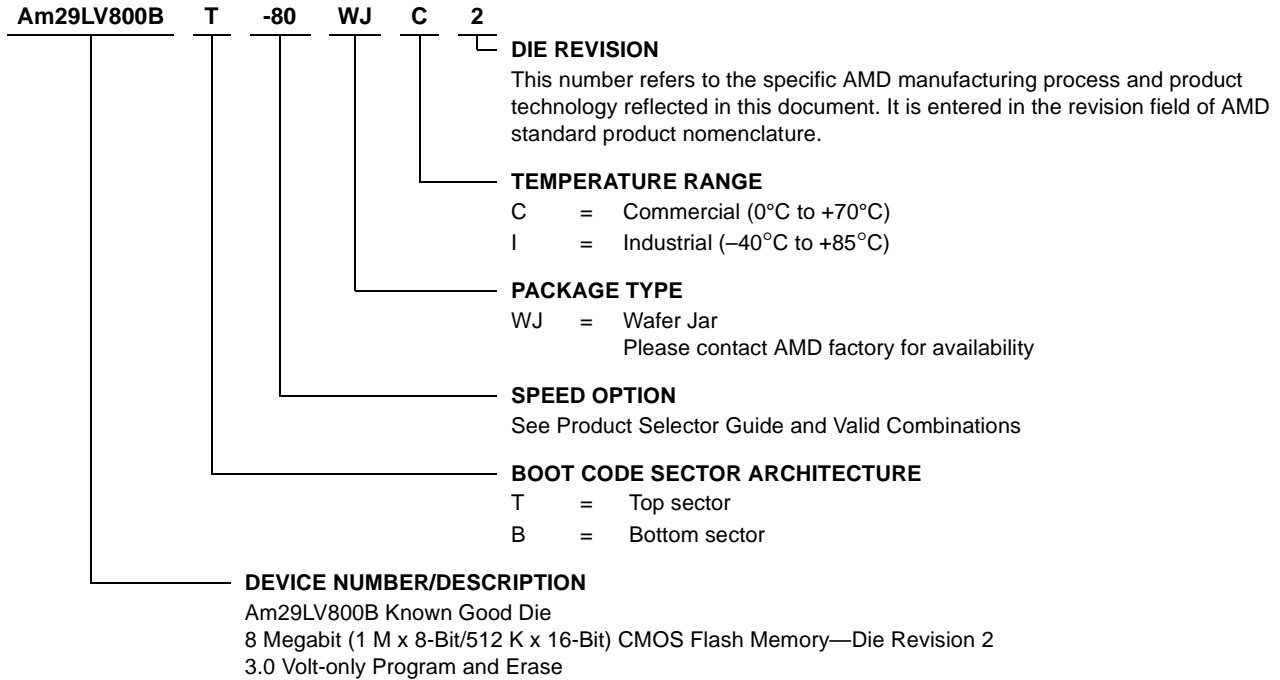 Am29LV800B T -80 WJ C 2
DIE REVISION
This number refers to the specific AMD manufacturing process and product
technology reflected in this document. It is entered in the revision field of AMD
standard product nomenclature.
TEMPERATURE RANGE
C = Commercial (0°C to +70°C)
I = Industrial (–40°C to +85°C)
PACKAGE TYPE
WJ = Wafer Jar
Please contact AMD factory for availability
SPEED OPTION
See Product Selector Guide and Valid Combinations
BOOT CODE SECTOR ARCHITECTURE
T = Top sector
B = Bottom sector
DEVICE NUMBER/DESCRIPTION
Am29LV800B Known Good Die
8 Megabit (1 M x 8-Bit/512 K x 16-Bit) CMOS Flash Memory—Die Revision 2
3.0 Volt-only Program and Erase